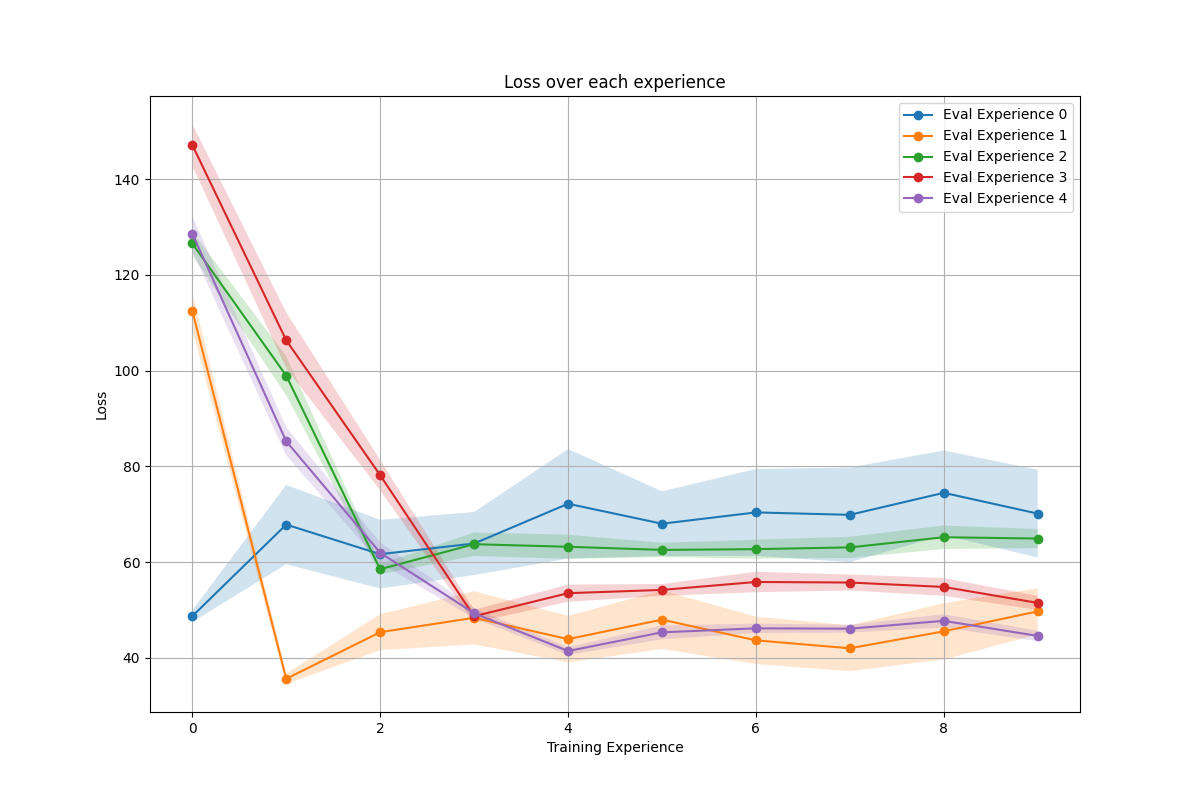 Loss over each experience
Eval Experience 0
Eval Experience 1
Eval Experience 2
Eval Experience 3
Eval Experience 4
140
120
100
80
60
40
Loss
0 2 4 6 8
Training Experience